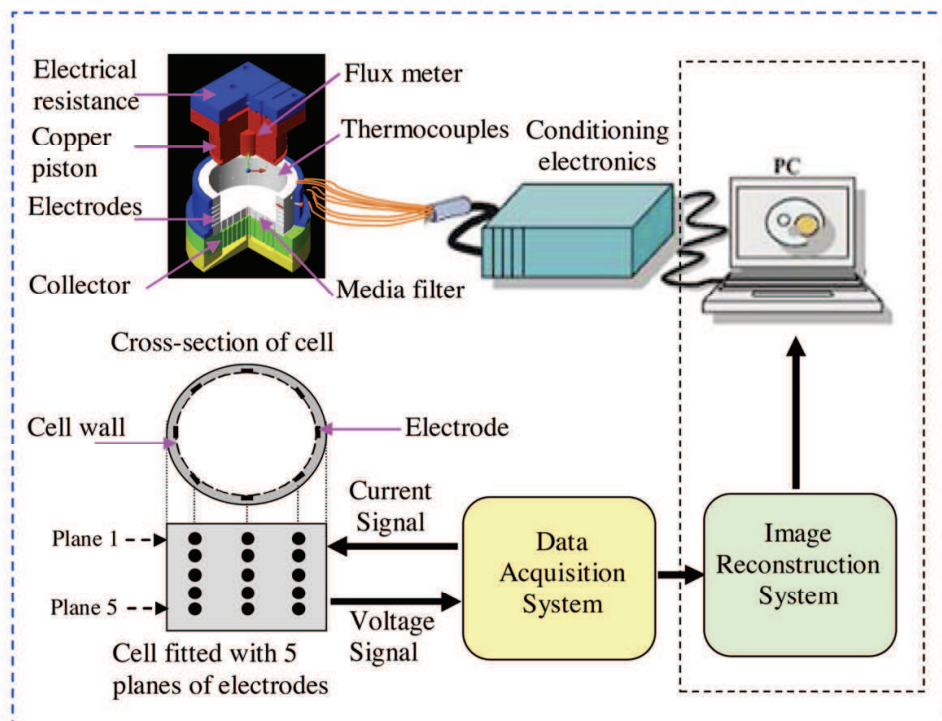 Electrical
resistance
Copper
piston
Electrodes
Collector
Flux meter
Thermocouples
Media filter
Conditioning
electronics
PC
Cross-section of cell
Cell wall
Electrode
Plane 1
Plane 5
Cell fitted with 5
planes of electrodes
Current
Signal
Voltage
Signal
Data
Acquisition
System
Image
Reconstruction
System